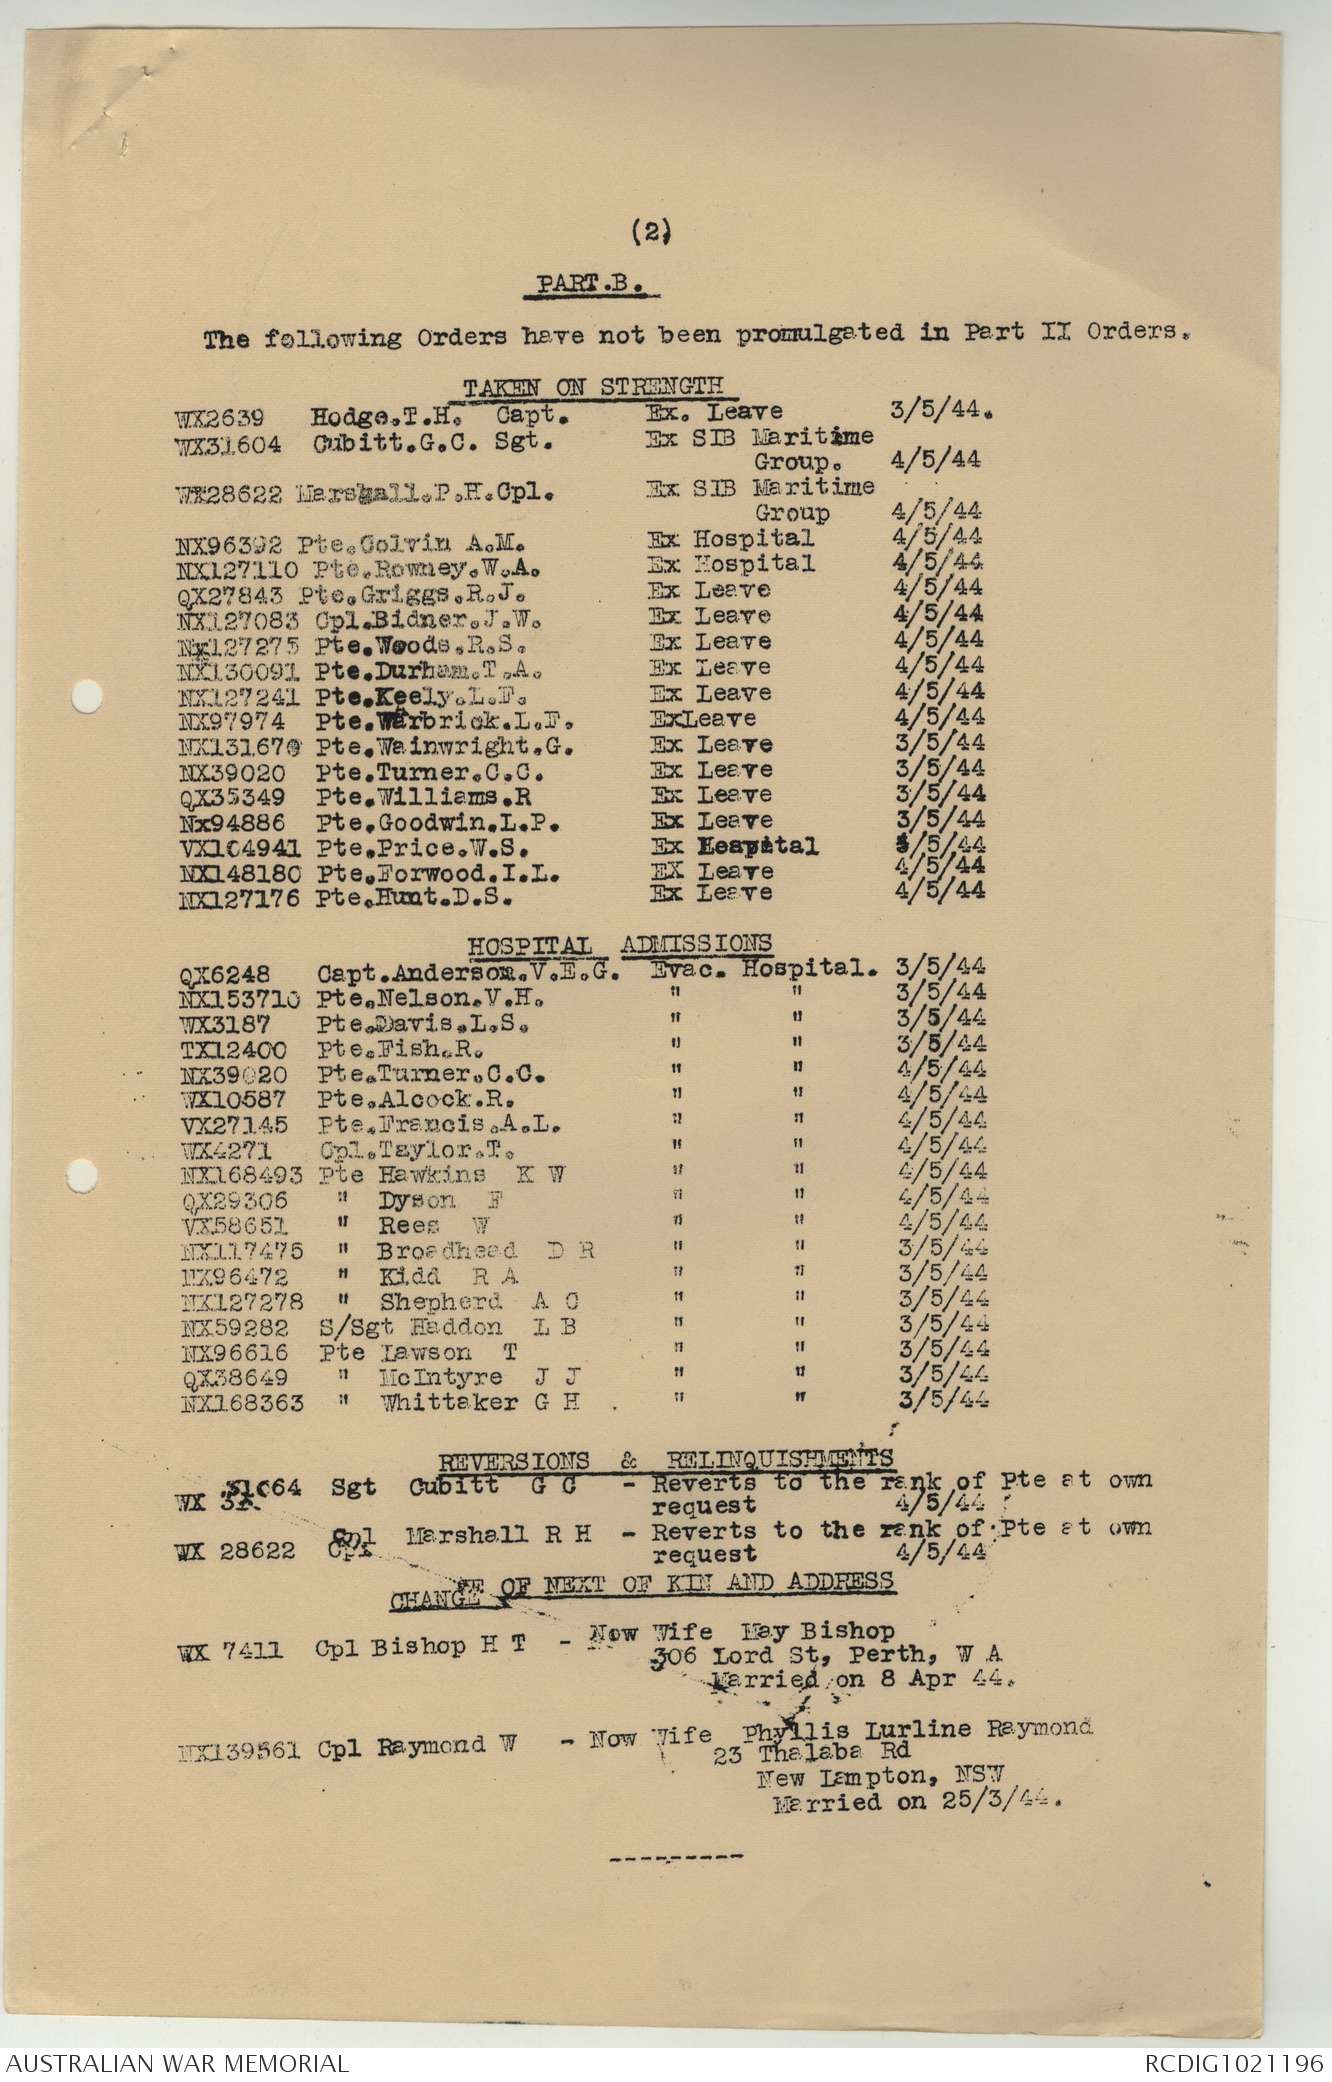 (2)
PART.B.
The following Orders have not been promulgated in Part II Orders.
TAKEN ON STRENGTH
WX2639 Hodge.T.H. Capt. Ex. Leave 3/5/44.
WX31604 Cubitt.G.C. Sgt. Ex SIB Maritime
Group. 4/5/44
WX28622 Marshall.P.H.Cpl. Ex SIB Maritime
Group 4/5/44
NX96392 Pte.Colvin A.M. Ex Hospital 4/5/44
NX127110 Pte.Rowney.W.A. Ex Hospital 4/5/44
QX27843 Pte.Griggs.R.J. Ex Leave 4/5/44
NX127083 Cpl.Bidner.J.W. Ex Leave 4/5/44
Nx127275 Pte.Woods.R.S. Ex Leave 4/5/44
NX130091 Pte.Durham.T.A. Ex Leave 4/5/44
NX127241 Pte.Keely.L.F. Ex Leave 4/5/44
NX97974 Pte.Warbrick.L.F. ExLeave 4/5/44
Pte.Wainwright.G. Ex Leave 3/5/44
NX39020 Pte.Turner.C.C. Ex Leave 3/5/44
QX35349 Pte.Williams.R Ex Leave 3/5/44
Nx94886 Pte.Goodwin.L.P. Ex Leave 3/5/44
VX104941 Pte.Price.W.S. Ex Hospital /5/44
NX148180 Pte.Forwood.I.L. EX Leave 4/5/44
NX127176 Pte.Hunt.D.S. Ex Leave 4/5/44
HOSPITAL ADMISSIONS
QX6248 Capt.Anderson.V.E.G. Evac. Hospital. 3/5/44
NX153710 Pte.Nelson.V.H. " " 3/5/44
WX3187 Pte.Davis.L.S. " " 3/5/44
TX12400 Pte.Fish.R. " " 3/5/44
NX39020 Pte.Turner.C.C. " " 4/5/44
WX10587 Pte.Alcock.R. " " 4/5/44
VX27145 Pte.Francis.A.L. " " 4/5/44
WX4271 Cpl.Taylor.T. " " 4/5/44
NX168493 Pte Hawkins K W " " 4/5/44
QX29306 " Dyson F " " 4/5/44
VX58651 " Rees W " " 4/5/44
NX117475 " Broadhead D R " " 3/5/44
NX96472 " Kidd R A " " 3/5/44
NX127278 " Shepherd A C " " 3/5/44
NX59282 S/Sgt Haddon L B " " 3/5/44
NX96616 Pte Lawson T " " 3/5/44
QX38649 " McIntyre J J " " 3/5/44
NX168363 " Whittaker G H . " " 3/5/44
REVERSIONS & RELINQUISHMENTS
WX 31064 Sgt Cubitt G C - Reverts to the rank of Pte at own
request 4/5/44
WX 28622 Cpl Marshall R H - Reverts to the rank of Pte at own
request 4/5/44
CHANGE OF NEXT OF KIN AND ADDRESS
WX 7411 Cpl Bishop H T - Now Wife May Bishop
306 Lord St, Perth, W A
Married on 8 Apr 44.
NX139561 Cpl Raymond W - Now Wife Phyllis Lurline Raymond
23 Thalaba Rd
New Lampton, NSW
Married on 25/3/44.
---------
AUSTRALIAN WAR MEMORIAL RCDIG1021196